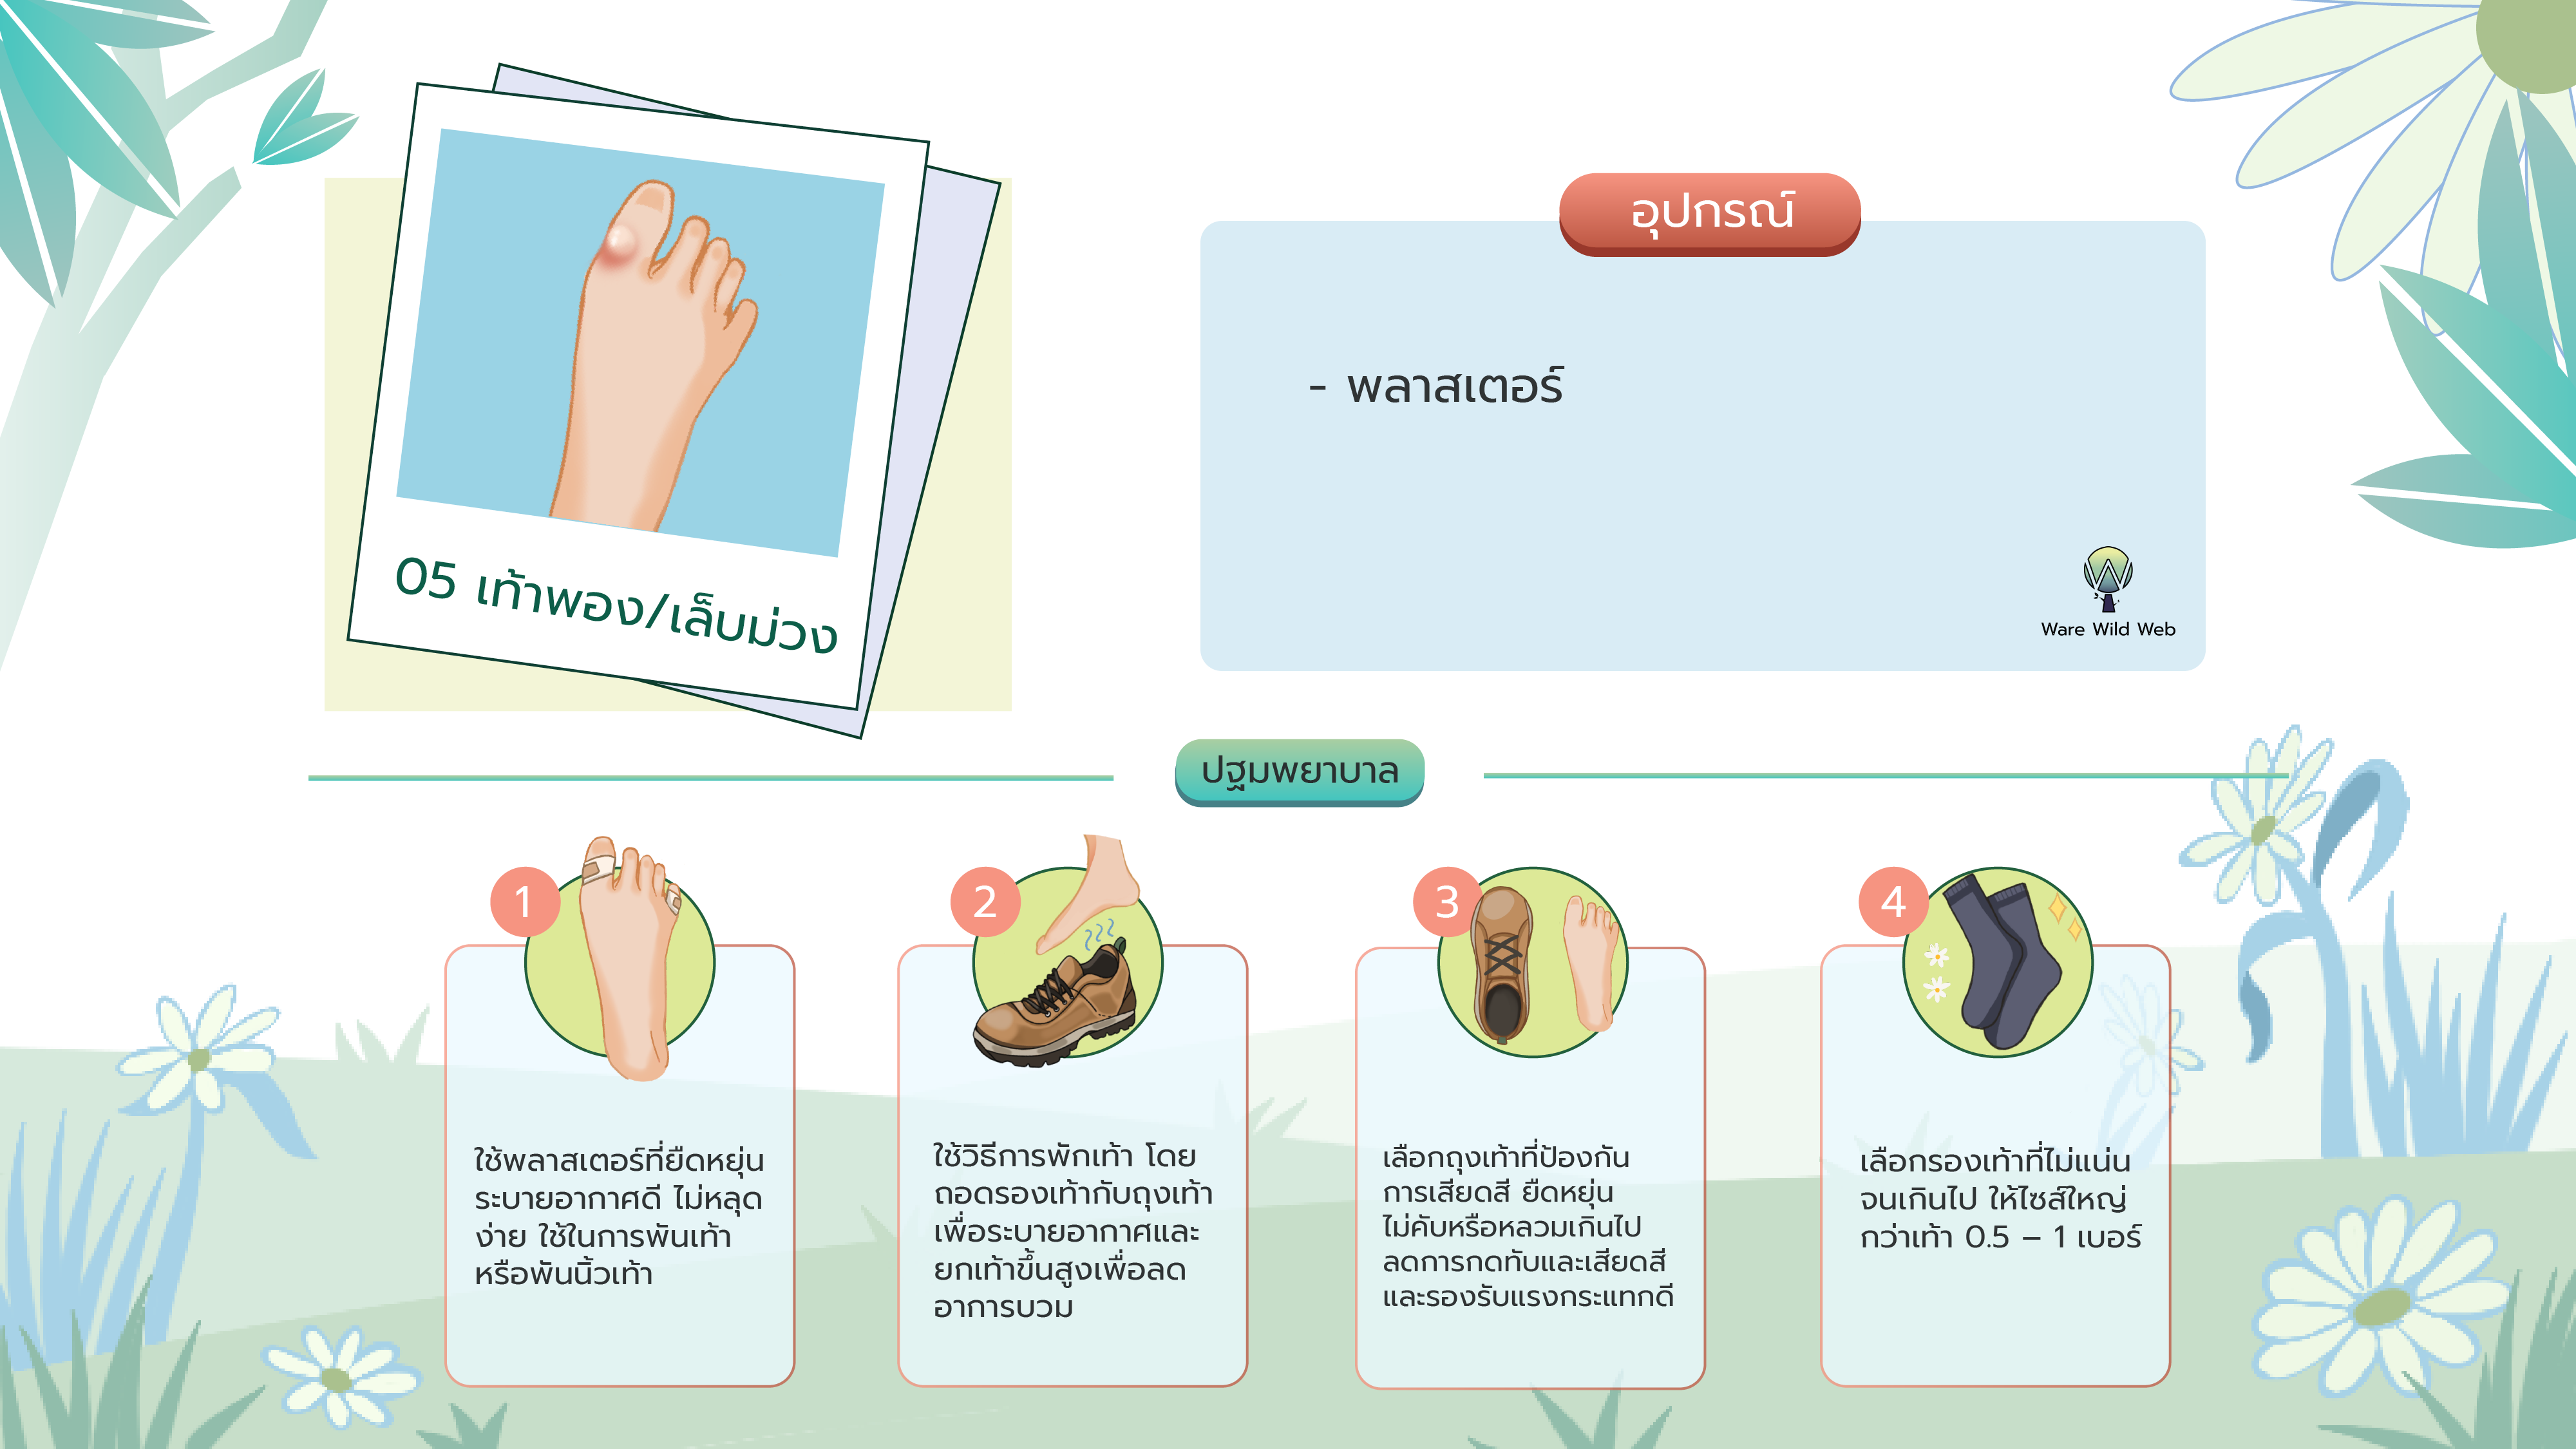 05 เท้าพอง/เล็บม่วง
อุปกรณ์
- พลาสเตอร์
Ware Wild Web
ปฐมพยาบาล
1
ใช้พลาสเตอร์ที่ยืดหยุ่น
ระบายอากาศดี ไม่หลุด
ง่าย ใช้ในการพันเท้า
หรือพันนิ้วเท้า
2
ใช้วิธีการพักเท้า โดย
ถอดรองเท้ากับถุงเท้า
เพื่อระบายอากาศและ
ยกเท้าขึ้นสูงเพื่อลด
อาการบวม
3
เลือกถุงเท้าที่ป้องกัน
การเสียดสี ยืดหยุ่น
ไม่คับหรือหลวมเกินไป
ลดการกดทับและเสียดสี
และรองรับแรงกระแทกดี
4
เลือกรองเท้าที่ไม่แน่น
จนเกินไป ให้ไซส์ใหญ่
กว่าเท้า 0.5 – 1 เบอร์